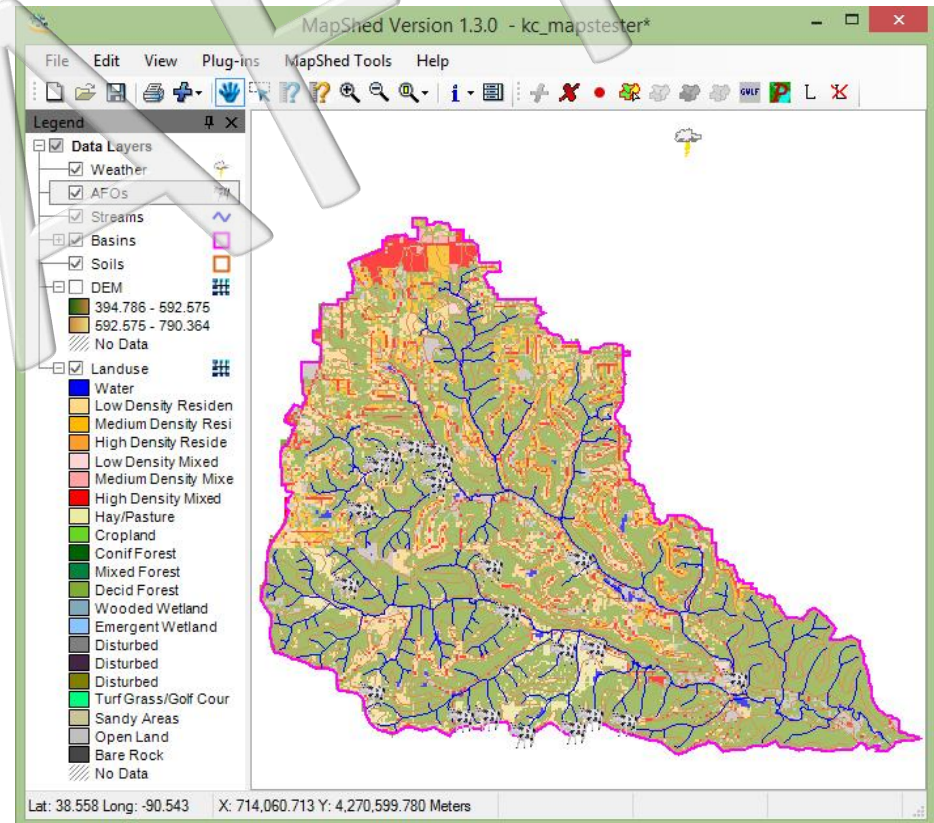 MapShed Version 1.3.0 - kc_mapstester*
File Edit View Plug-ins MapShed Tools Help
GWLF P L
Legend
Data Layers
Weather
AFOs
Streams
Basins
Soils
DEM
394.786 - 592.575
592.575 - 790.364
No Data
Landuse
Water
Low Density Residen
Medium Density Resi
High Density Reside
Low Density Mixed
Medium Density Mixe
High Density Mixed
Hay/Pasture
Cropland
Conif Forest
Mixed Forest
Decid Forest
Wooded Wetland
Emergent Wetland
Disturbed
Disturbed
Disturbed
Turf Grass/Golf Cour
Sandy Areas
Open Land
Bare Rock
No Data
Lat: 38.558 Long: -90.543 X: 714,060.713 Y: 4,270,599.780 Meters